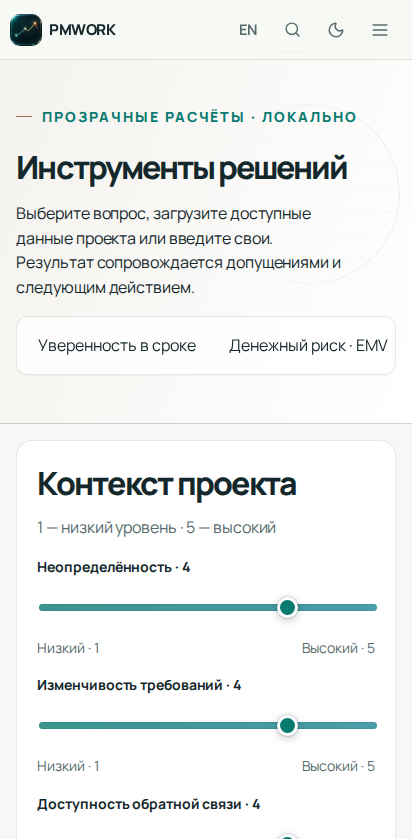 PMWORK
EN
ПРОЗРАЧНЫЕ РАСЧЁТЫ · ЛОКАЛЬНО
Инструменты решений
Выберите вопрос, загрузите доступные
данные проекта или введите свои.
Результат сопровождается допущениями и
следующим действием.
Уверенность в сроке
Денежный риск · EMV
Контекст проекта
1 — низкий уровень · 5 — высокий
Неопределённость · 4
Низкий · 1
Высокий · 5
Изменчивость требований · 4
Низкий · 1
Высокий · 5
Доступность обратной связи · 4